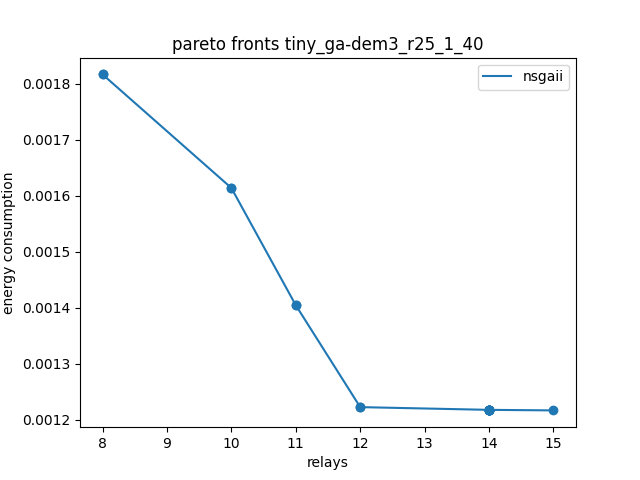 pareto fronts tiny_ga-dem3_r25_1_40
nsgaii
0.0018
0.0017
0.0016
0.0015
0.0014
0.0013
0.0012
energy consumption
8 9 10 11 12 13 14 15
relays